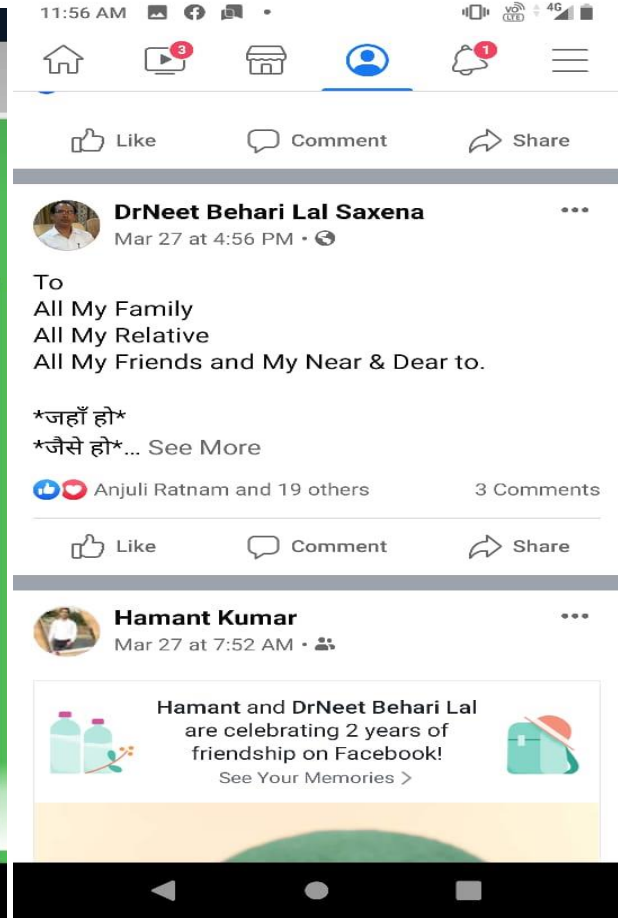 11:56 AM
VO
LTE
4G
3
1
Like Comment Share
DrNeet Behari Lal Saxena
Mar 27 at 4:56 PM ·
To
All My Family
All My Relative
All My Friends and My Near & Dear to.
*जहाँ हो*
*जैसे हो*... See More
Anjuli Ratnam and 19 others 3 Comments
Like Comment Share
Hamant Kumar
Mar 27 at 7:52 AM ·
Hamant and DrNeet Behari Lal
are celebrating 2 years of
friendship on Facebook!
See Your Memories >